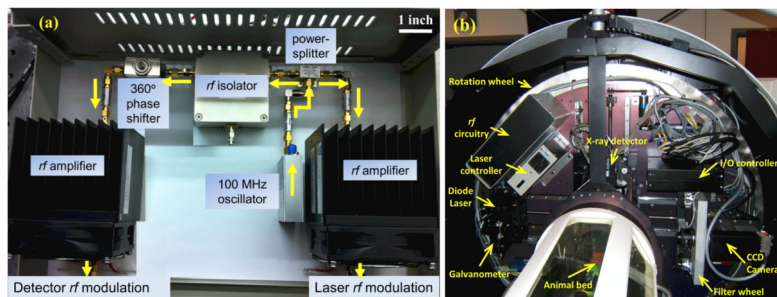 (a)
1 inch
power-
splitter
rf isolator
360º
phase
shifter
rf amplifier
rf amplifier
100 MHz
oscillator
Detector rf modulation
Laser rf modulation
(b)
Rotation wheel
rf
circuitry
X-ray detector
Laser
controller
I/O controller
Diode
Laser
Galvanometer
Animal bed
CCD
Camera
Filter wheel